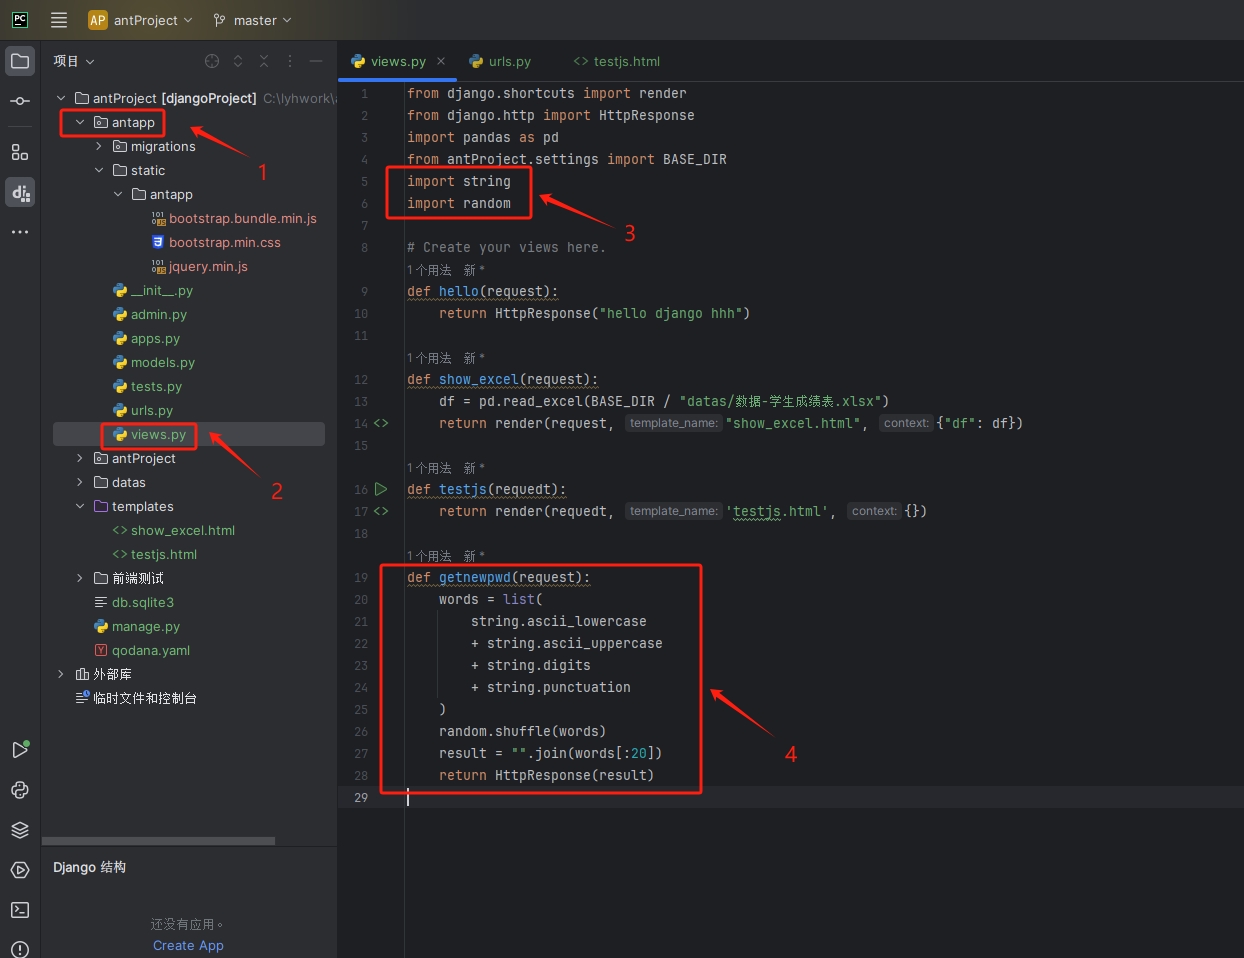 PC
AP antProject master
项目
views.py
urls.py
<> testjs.html
antProject [djangoProject] C:\lyhwork\
antapp
1
migrations
static
antapp
bootstrap.bundle.min.js
bootstrap.min.css
jquery.min.js
__init__.py
admin.py
apps.py
models.py
tests.py
urls.py
views.py
2
antProject
datas
templates
<> show_excel.html
<> testjs.html
前端测试
db.sqlite3
manage.py
qodana.yaml
外部库
临时文件和控制台
Django 结构
还没有应用。
Create App
1 from django.shortcuts import render
2 from django.http import HttpResponse
3 import pandas as pd
4 from antProject.settings import BASE_DIR
5 import string
6 import random
3
7
8 # Create your views here.
1个用法 新 *
9 def hello(request):
10 return HttpResponse("hello django hhh")
11
1个用法 新 *
12 def show_excel(request):
13 df = pd.read_excel(BASE_DIR / "datas/数据-学生成绩表.xlsx")
14 <> return render(request, template_name: "show_excel.html", context: {"df": df})
15
1个用法 新 *
16 def testjs(requedt):
17 <> return render(requedt, template_name: 'testjs.html', context: {})
18
1个用法 新 *
19 def getnewpwd(request):
20 words = list(
21 string.ascii_lowercase
22 + string.ascii_uppercase
23 + string.digits
24 + string.punctuation
25 )
26 random.shuffle(words)
27 result = "".join(words[:20])
28 return HttpResponse(result)
4
29